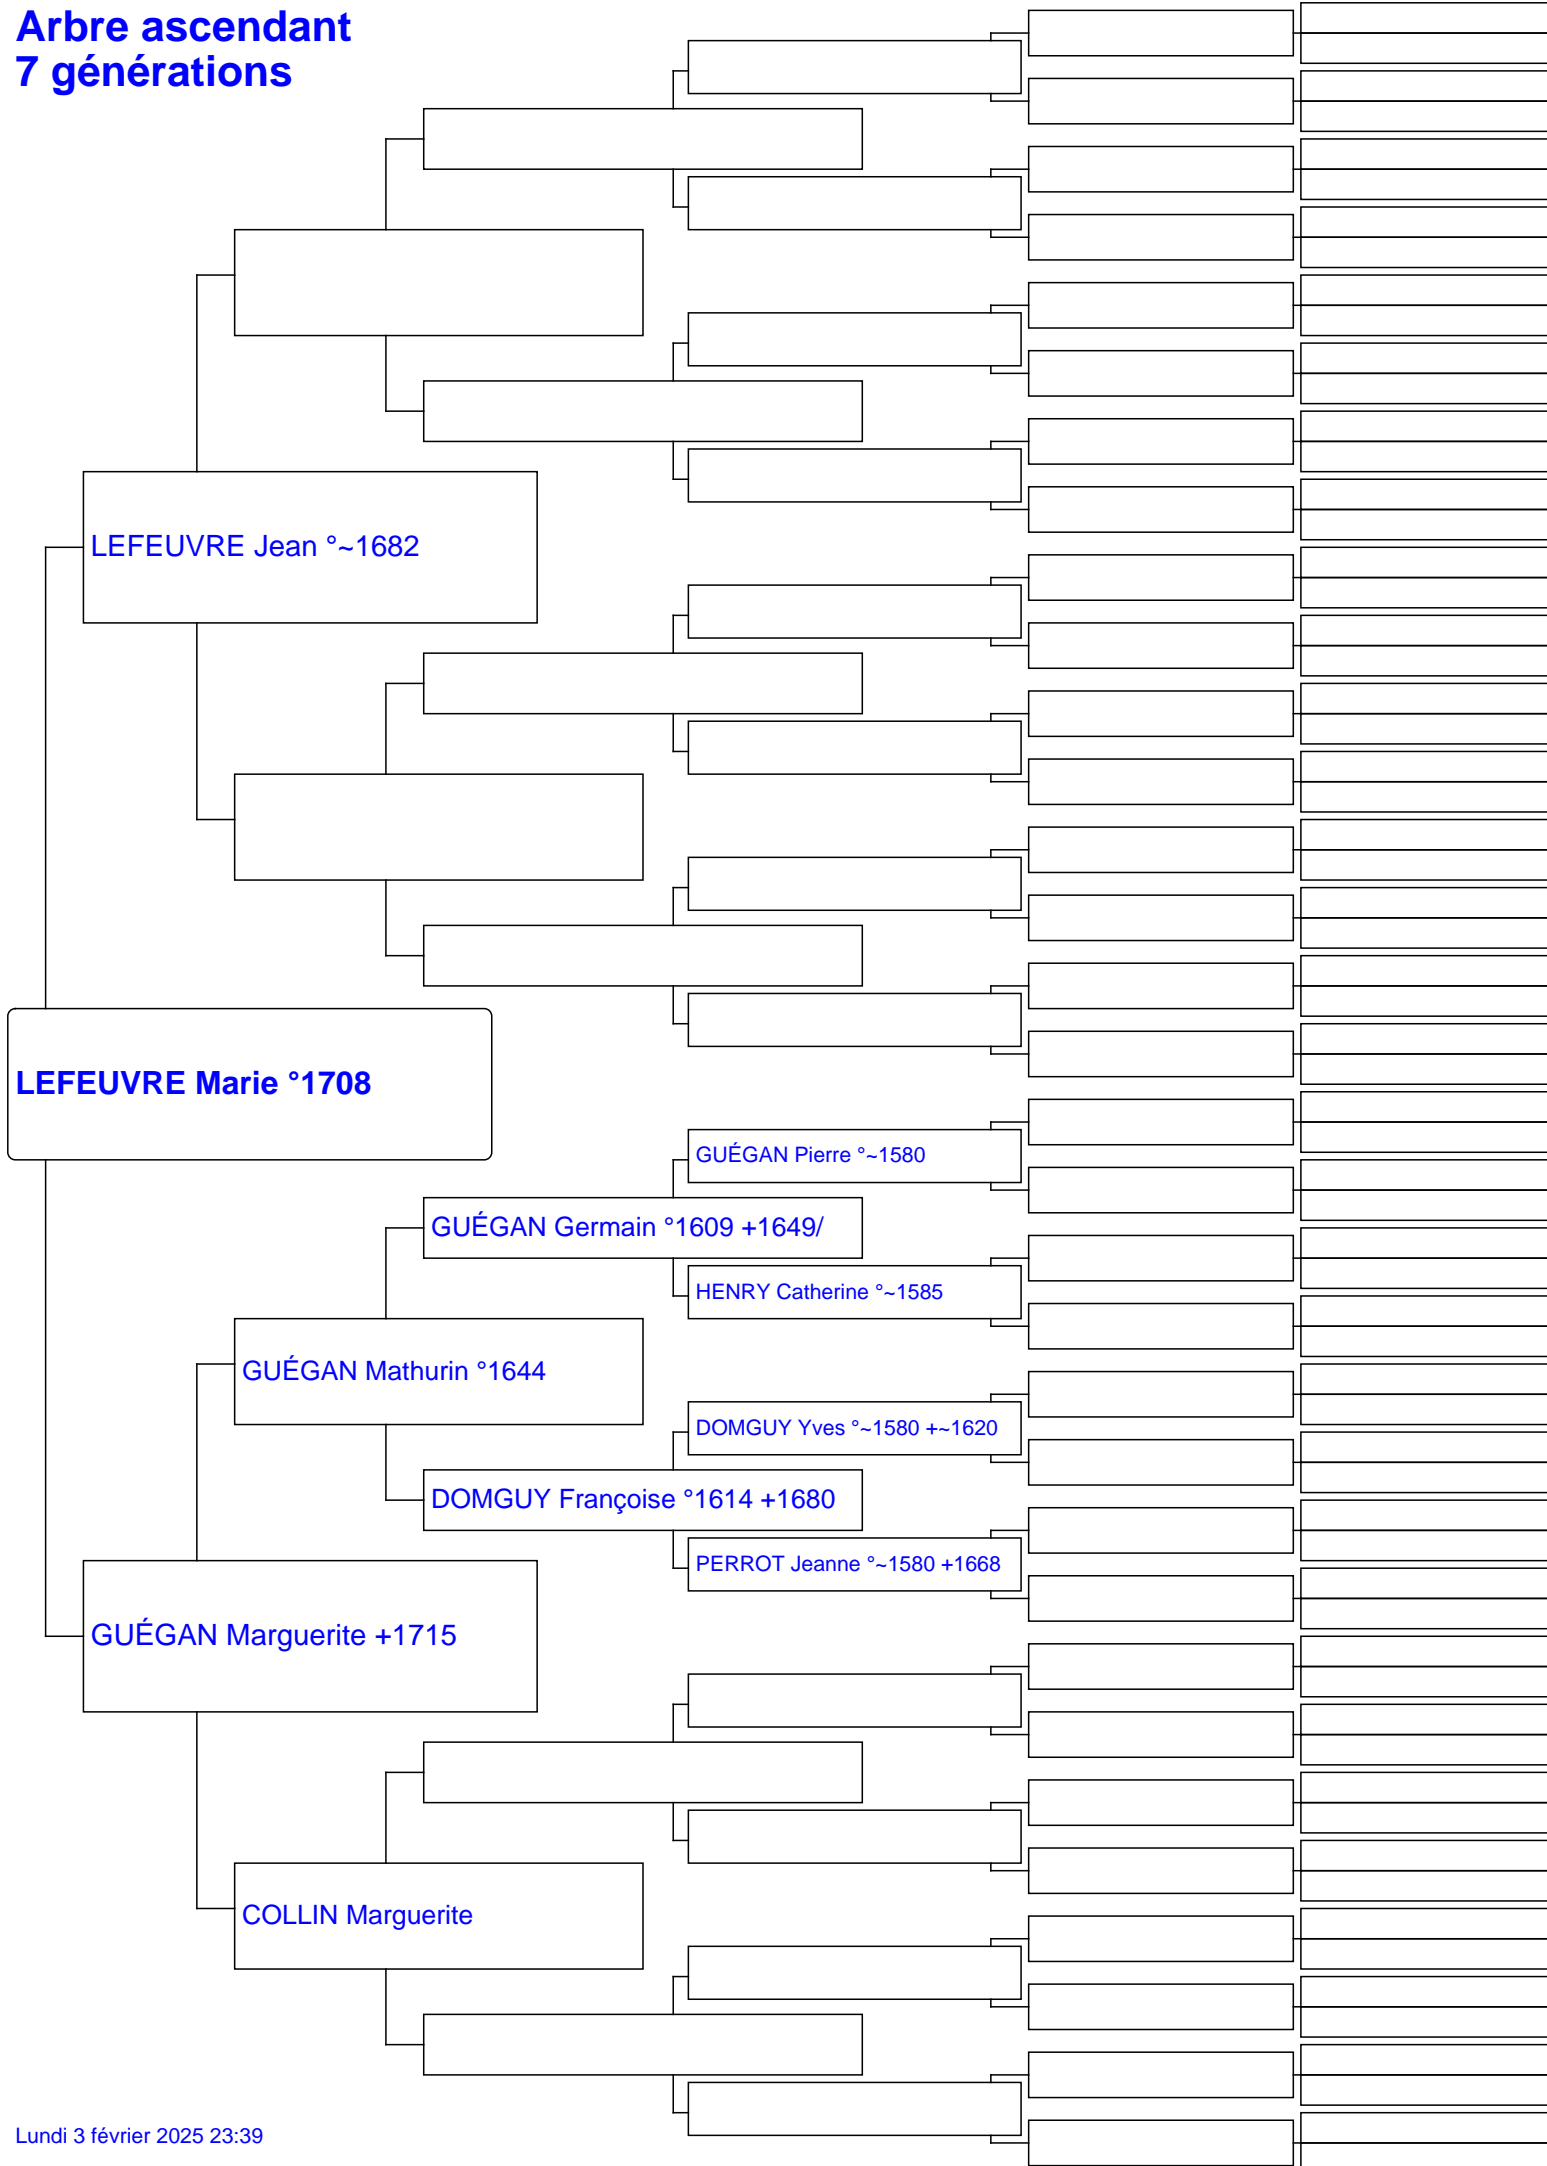 Arbre ascendant
7 générations
LEFEUVRE Jean °~1682
LEFEUVRE Marie °1708
GUÉGAN Pierre °~1580
GUÉGAN Germain °1609 +1649/
HENRY Catherine °~1585
GUÉGAN Mathurin °1644
DOMGUY Yves °~1580 +~1620
DOMGUY Françoise °1614 +1680
PERROT Jeanne °~1580 +1668
GUÉGAN Marguerite +1715
COLLIN Marguerite
Lundi 3 février 2025 23:39